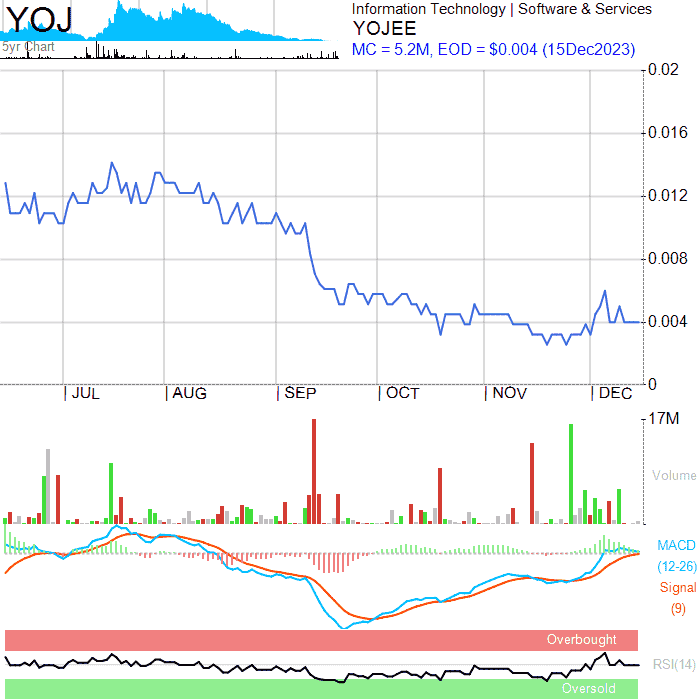 YOJ
5yr Chart
Information Technology | Software & Services
YOJEE
MC = 5.2M, EOD = $0.004 (15Dec2023)
0.02
0.016
0.012
0.008
0.004
0
| JUL | AUG | SEP | OCT | NOV | DEC
17M
Volume
MACD
(12-26)
Signal
(9)
Overbought
RSI(14)
Oversold